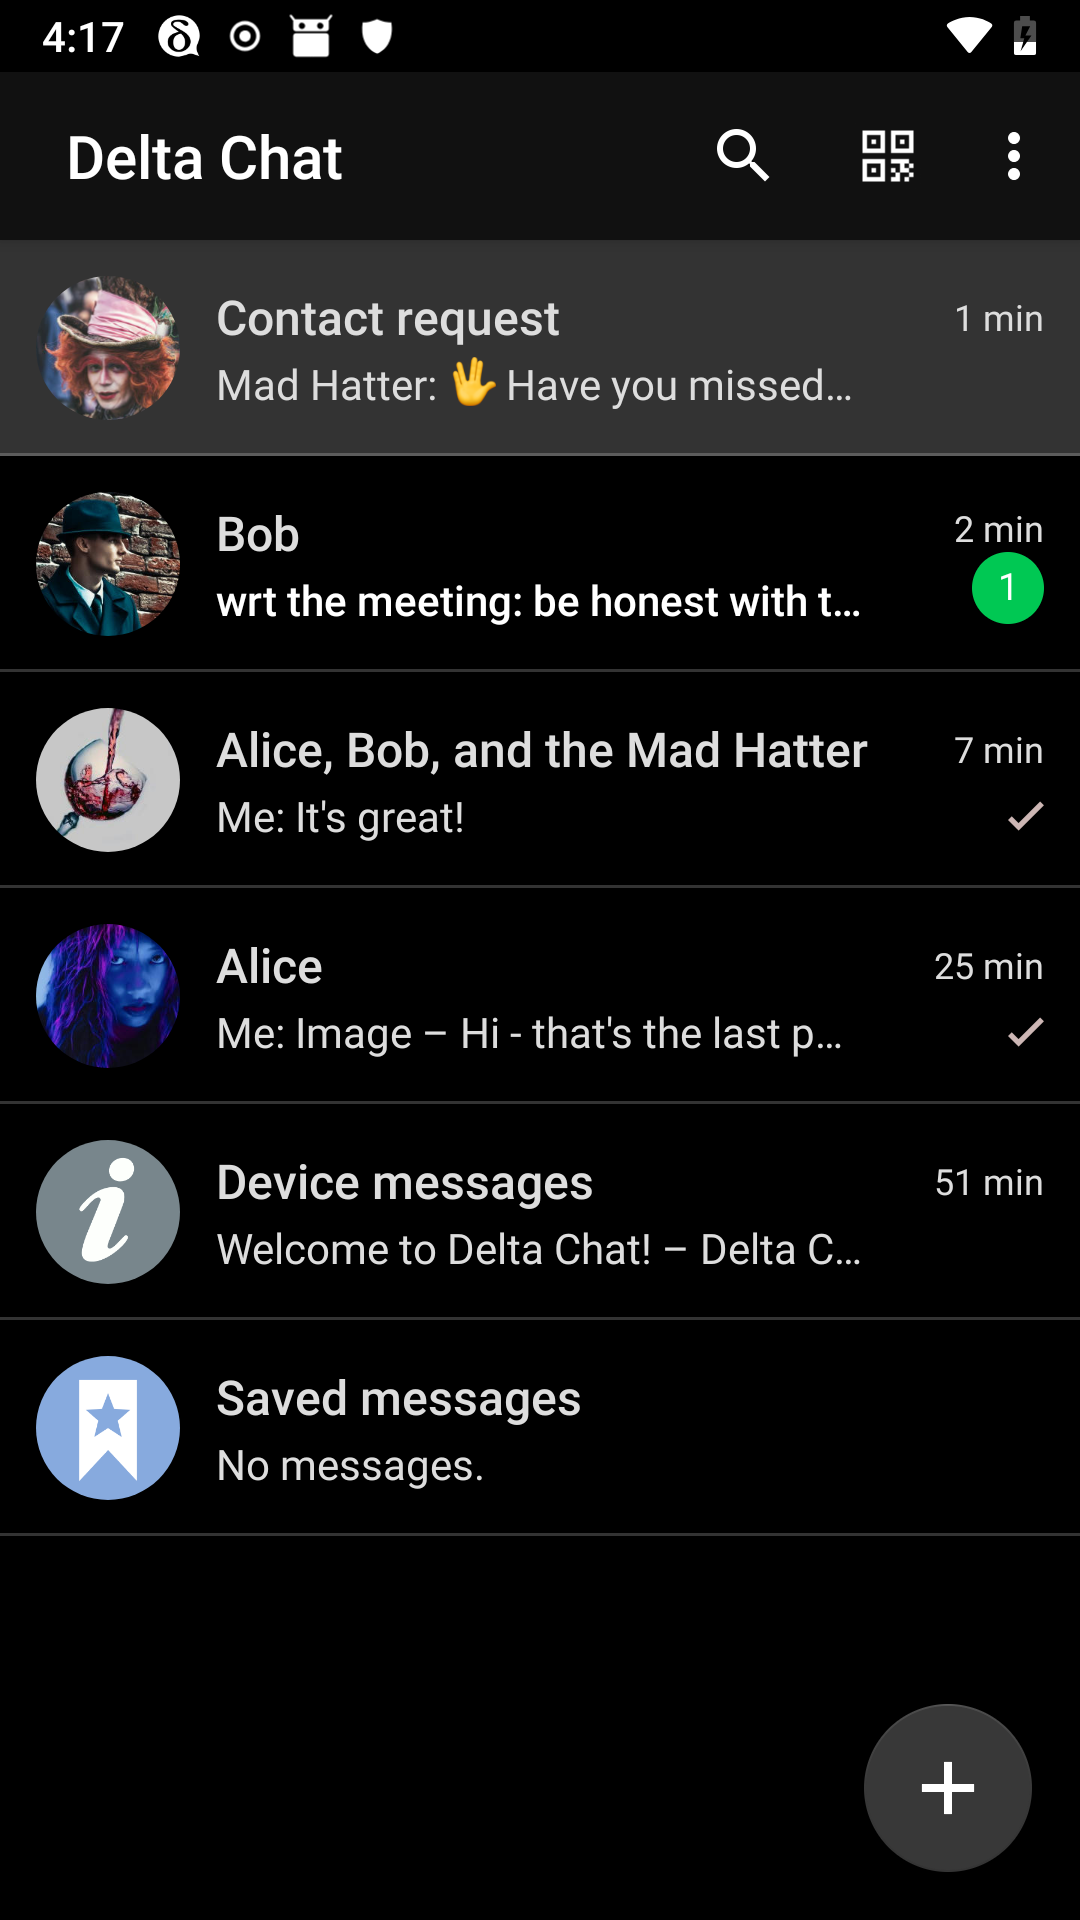 4:17
Delta Chat
Contact request
1 min
Mad Hatter: 🖖 Have you missed…
Bob
2 min
wrt the meeting: be honest with t…
1
Alice, Bob, and the Mad Hatter
7 min
Me: It's great!
Alice
25 min
Me: Image – Hi - that's the last p…
Device messages
51 min
Welcome to Delta Chat! – Delta C…
Saved messages
No messages.